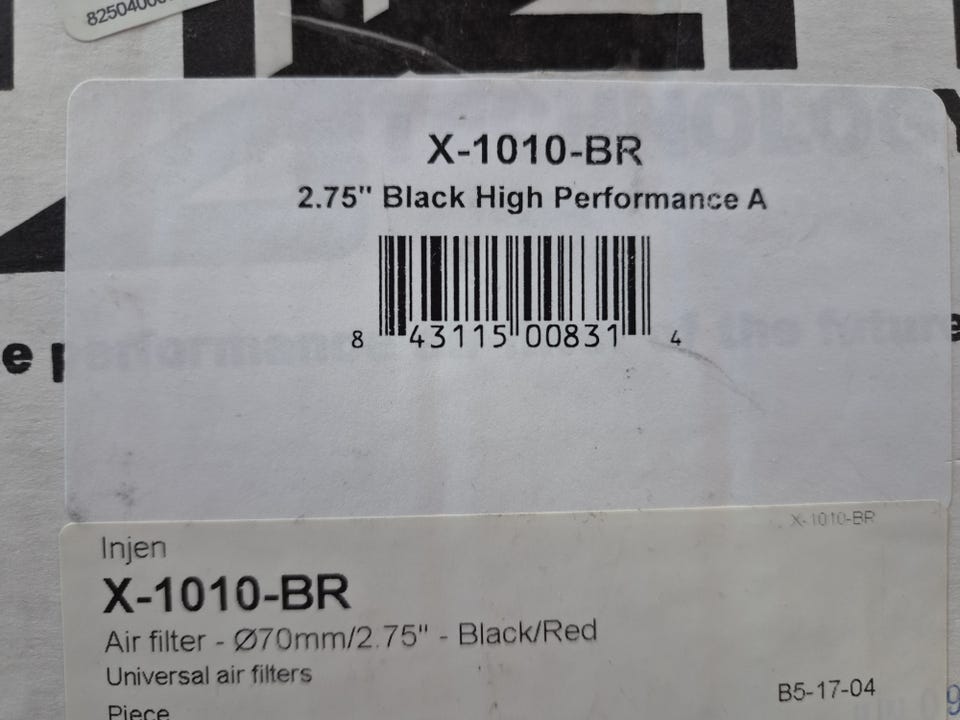 X-1010-BR
2.75" Black High Performance A
8 43115 00831 4
X-1010-BR
Injen
X-1010-BR
Air filter - Ø70mm/2.75" - Black/Red
Universal air filters
B5-17-04
Piece